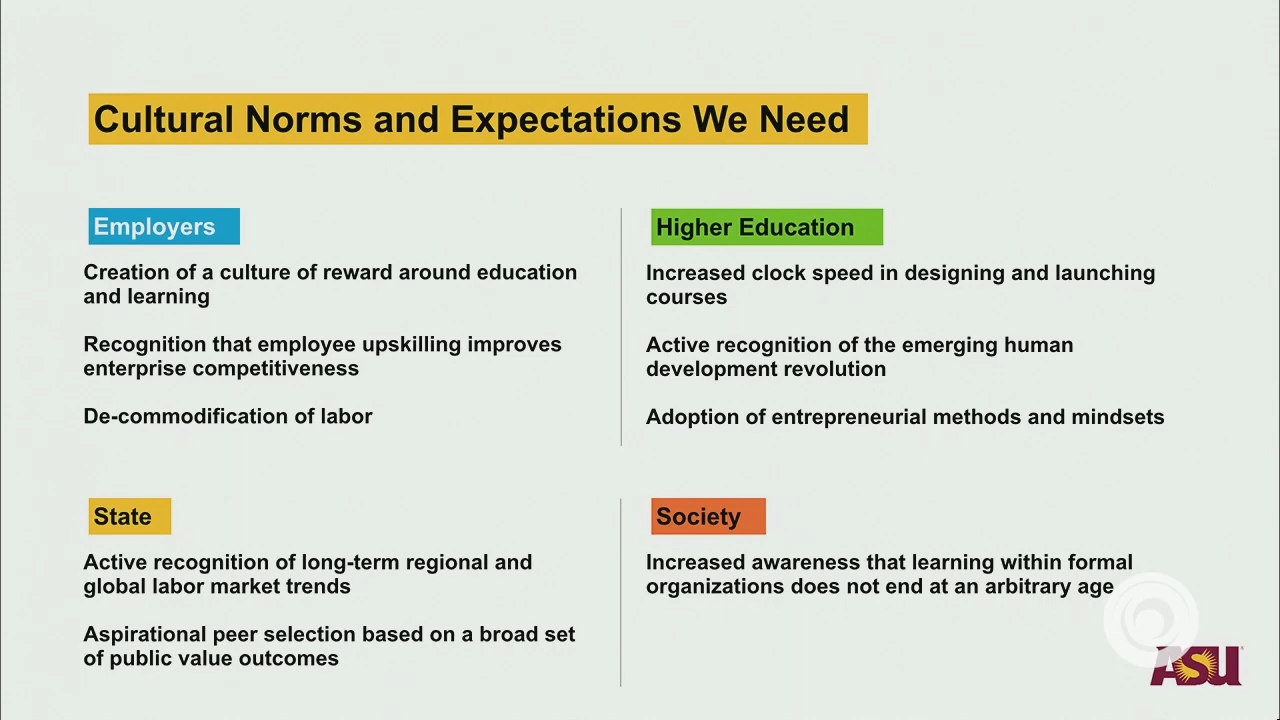 Cultural Norms and Expectations We Need
Employers
Creation of a culture of reward around education
and learning
Recognition that employee upskilling improves
enterprise competitiveness
De-commodification of labor
Higher Education
Increased clock speed in designing and launching
courses
Active recognition of the emerging human
development revolution
Adoption of entrepreneurial methods and mindsets
State
Active recognition of long-term regional and
global labor market trends
Aspirational peer selection based on a broad set
of public value outcomes
Society
Increased awareness that learning within formal
organizations does not end at an arbitrary age
ASU